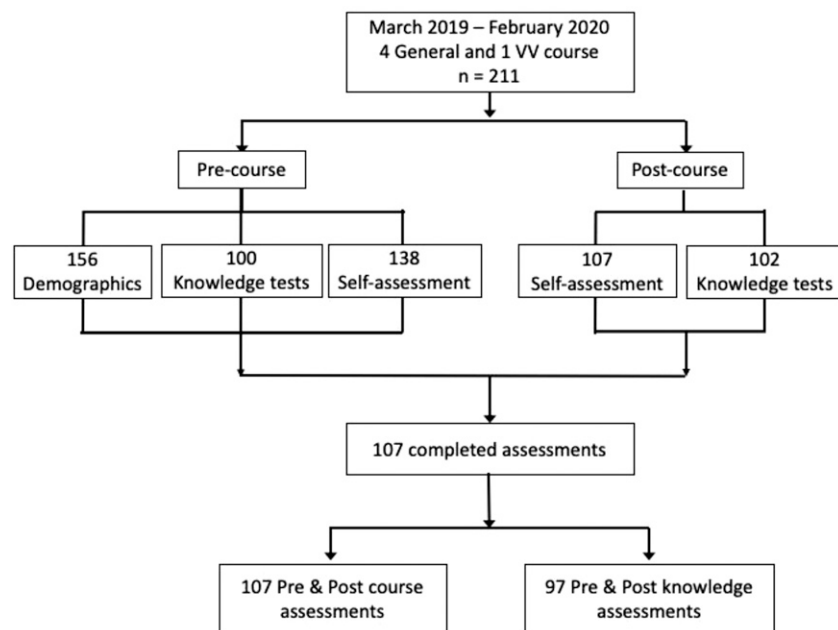 March 2019 – February 2020
4 General and 1 VV course
n = 211
Pre-course
Post-course
156
Demographics
100
Knowledge tests
138
Self-assessment
107
Self-assessment
102
Knowledge tests
107 completed assessments
107 Pre & Post course
assessments
97 Pre & Post knowledge
assessments